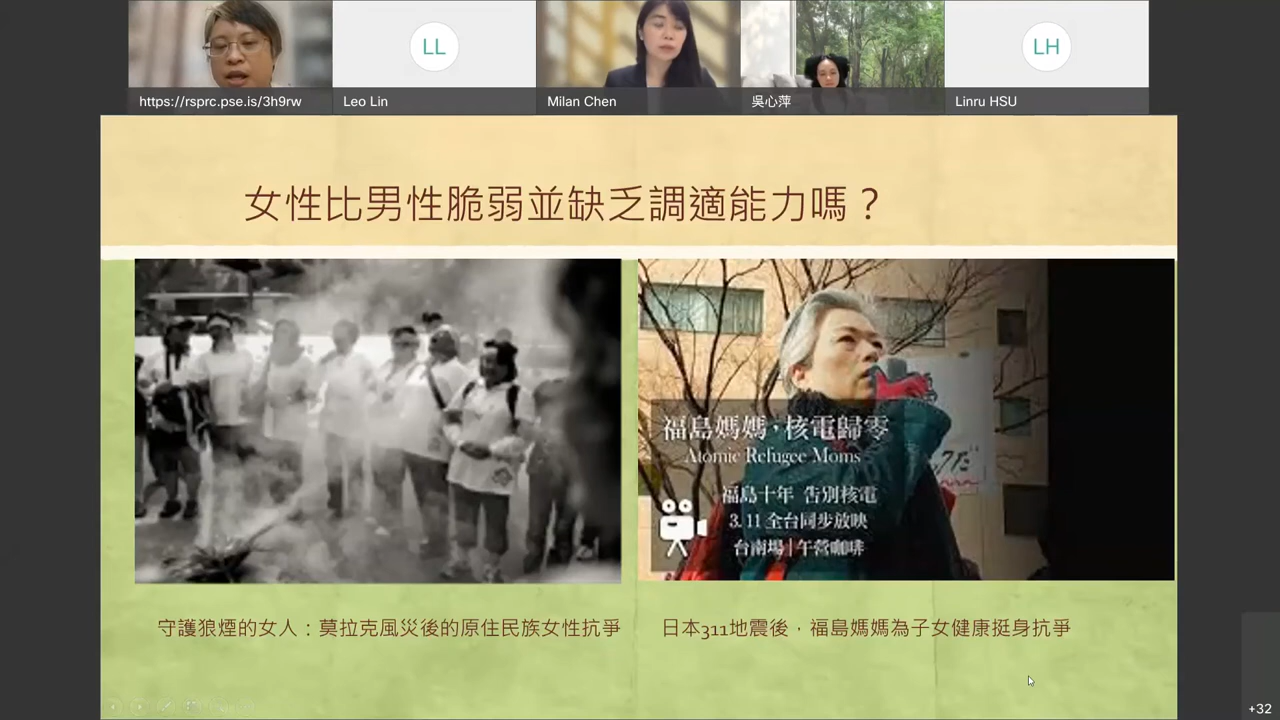 LL
LH
https://rsprc.pse.is/3h9rw
Leo Lin
Milan Chen
吳心萍
Linru HSU
女性比男性脆弱並缺乏調適能力嗎？
福島媽媽·核電歸零
Atomic Refugee Moms
福島十年 告別核電
3.11 全台同步放映
台南場|午營咖啡
守護狼煙的女人：莫拉克風災後的原住民族女性抗爭
日本311地震後，福島媽媽為子女健康挺身抗爭
+32